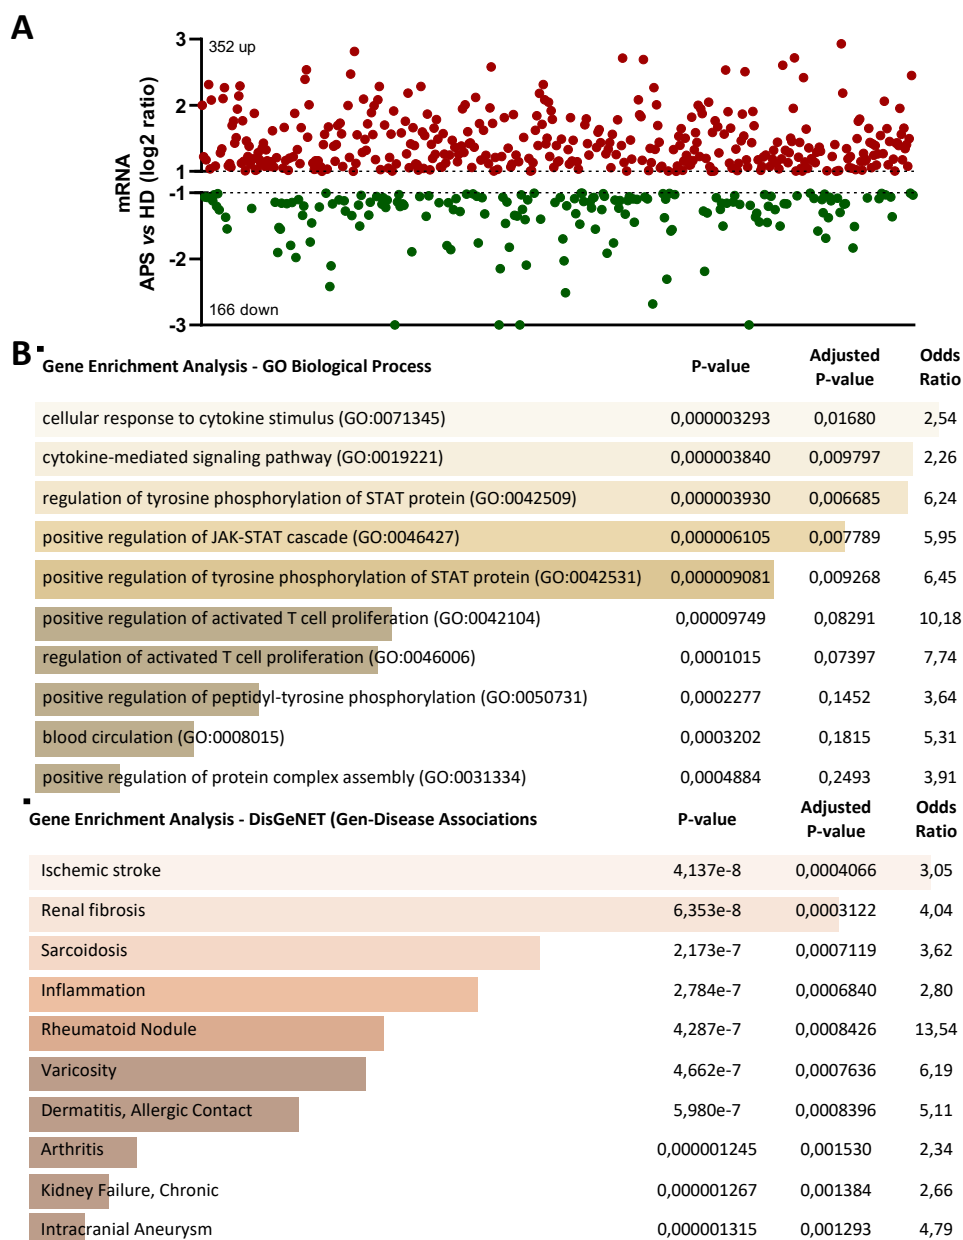 A
3
352 up
2
1
-1
-2
166 down
-3
mRNA
APS vs HD (log2 ratio)
B
Gene Enrichment Analysis - GO Biological Process P-value Adjusted P-value Odds Ratio
cellular response to cytokine stimulus (GO:0071345) 0,000003293 0,01680 2,54
cytokine-mediated signaling pathway (GO:0019221) 0,000003840 0,009797 2,26
regulation of tyrosine phosphorylation of STAT protein (GO:0042509) 0,000003930 0,006685 6,24
positive regulation of JAK-STAT cascade (GO:0046427) 0,000006105 0,007789 5,95
positive regulation of tyrosine phosphorylation of STAT protein (GO:0042531) 0,000009081 0,009268 6,45
positive regulation of activated T cell proliferation (GO:0042104) 0,00009749 0,08291 10,18
regulation of activated T cell proliferation (GO:0046006) 0,0001015 0,07397 7,74
positive regulation of peptidyl-tyrosine phosphorylation (GO:0050731) 0,0002277 0,1452 3,64
blood circulation (GO:0008015) 0,0003202 0,1815 5,31
positive regulation of protein complex assembly (GO:0031334) 0,0004884 0,2493 3,91
Gene Enrichment Analysis - DisGeNET (Gen-Disease Associations P-value Adjusted P-value Odds Ratio
Ischemic stroke 4,137e-8 0,0004066 3,05
Renal fibrosis 6,353e-8 0,0003122 4,04
Sarcoidosis 2,173e-7 0,0007119 3,62
Inflammation 2,784e-7 0,0006840 2,80
Rheumatoid Nodule 4,287e-7 0,0008426 13,54
Varicosity 4,662e-7 0,0007636 6,19
Dermatitis, Allergic Contact 5,980e-7 0,0008396 5,11
Arthritis 0,000001245 0,001530 2,34
Kidney Failure, Chronic 0,000001267 0,001384 2,66
Intracranial Aneurysm 0,000001315 0,001293 4,79